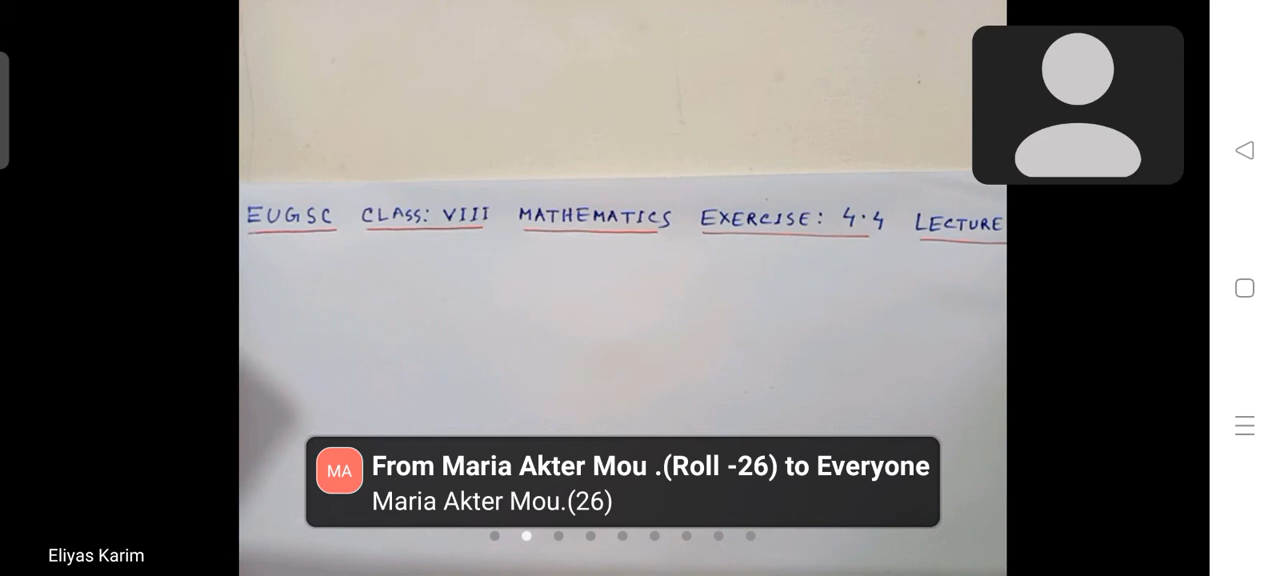 EUGSC CLASS: VIII MATHEMATICS EXERCISE: 4.4 LECTURE
MA
From Maria Akter Mou .(Roll -26) to Everyone
Maria Akter Mou.(26)
Eliyas Karim